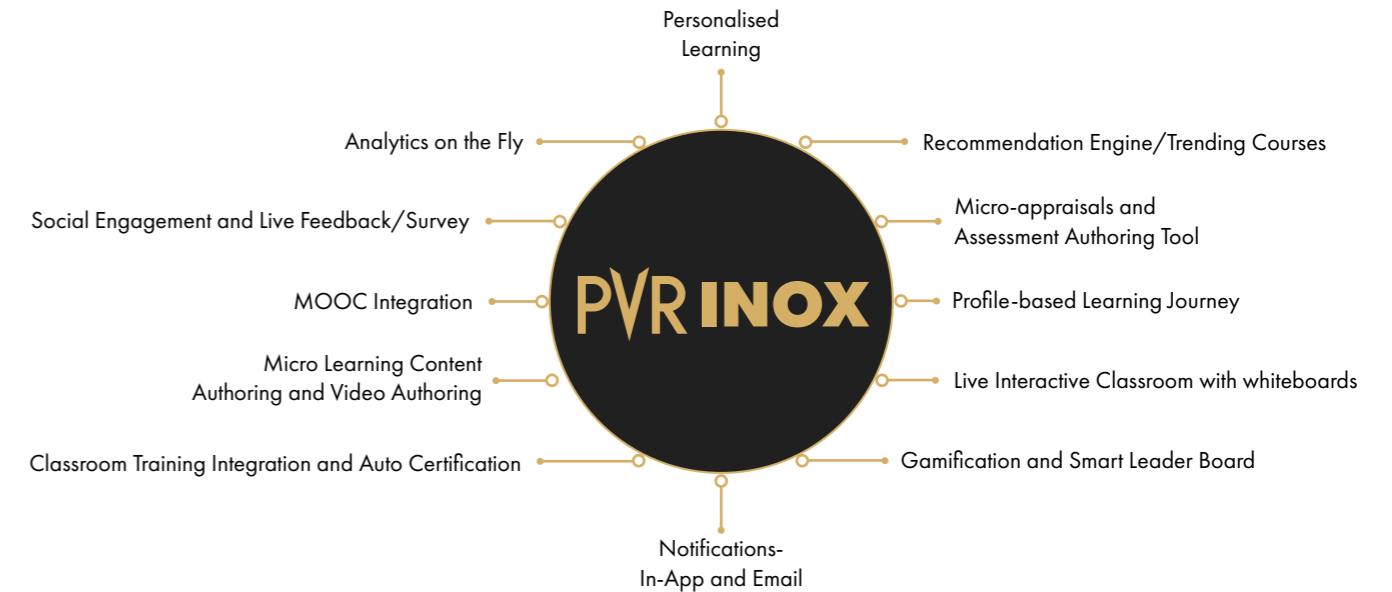 Personalised
Learning
Analytics on the Fly
Recommendation Engine/Trending Courses
Social Engagement and Live Feedback/Survey
Micro-appraisals and
Assessment Authoring Tool
MOOC Integration
PVR INOX
Profile-based Learning Journey
Micro Learning Content
Authoring and Video Authoring
Live Interactive Classroom with whiteboards
Classroom Training Integration and Auto Certification
Gamification and Smart Leader Board
Notifications-
In-App and Email